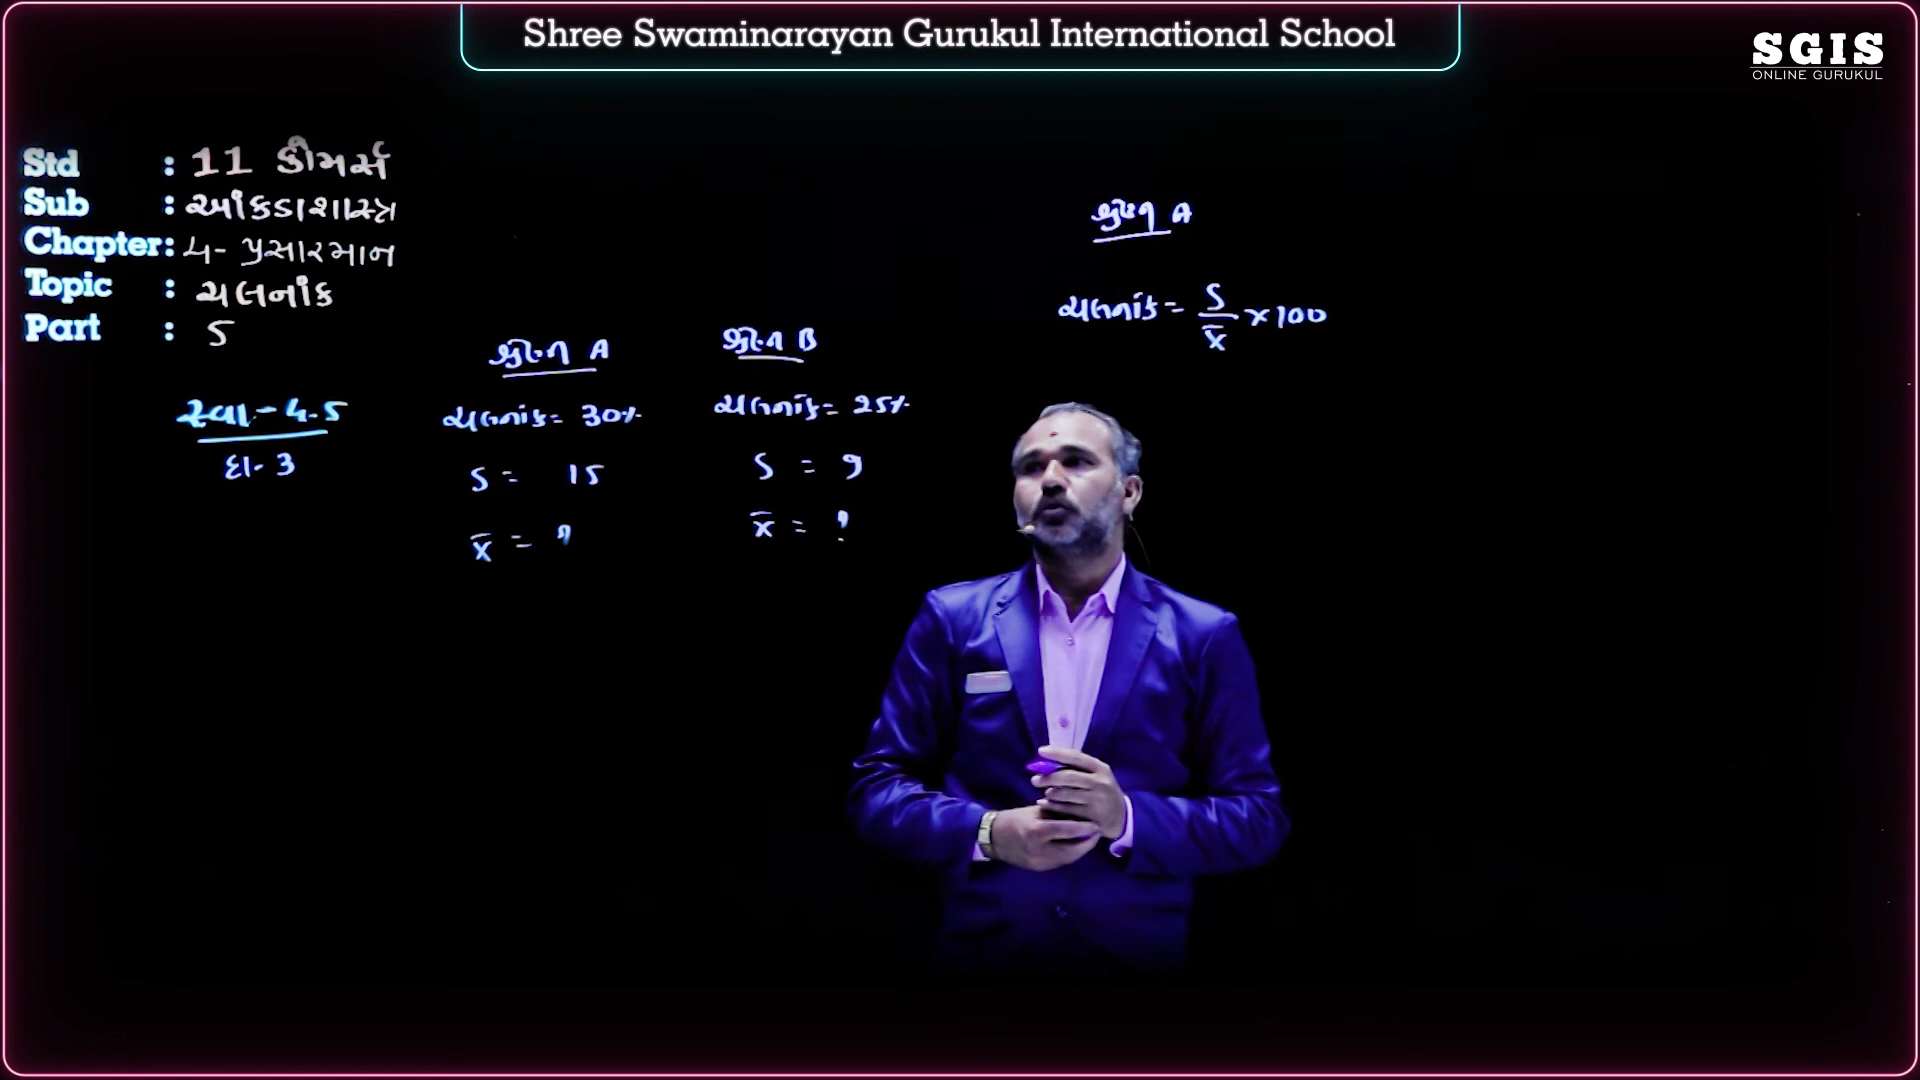 Shree Swaminarayan Gurukul International School
SGIS
ONLINE GURUKUL
Std : 11 કોમર્સ
Sub : આંકડાશાસ્ત્ર
Chapter: 4- પ્રસારમાન
Topic : ચલનાંક
Part : 5
સ્વા.- 4.5
દા- 3
A
ચલનાંક = 30%
S = 15
x̄ = ?
B
ચલનાંક = 25%
S = 9
x̄ = ?
A
ચલનાંક = S/x̄ × 100